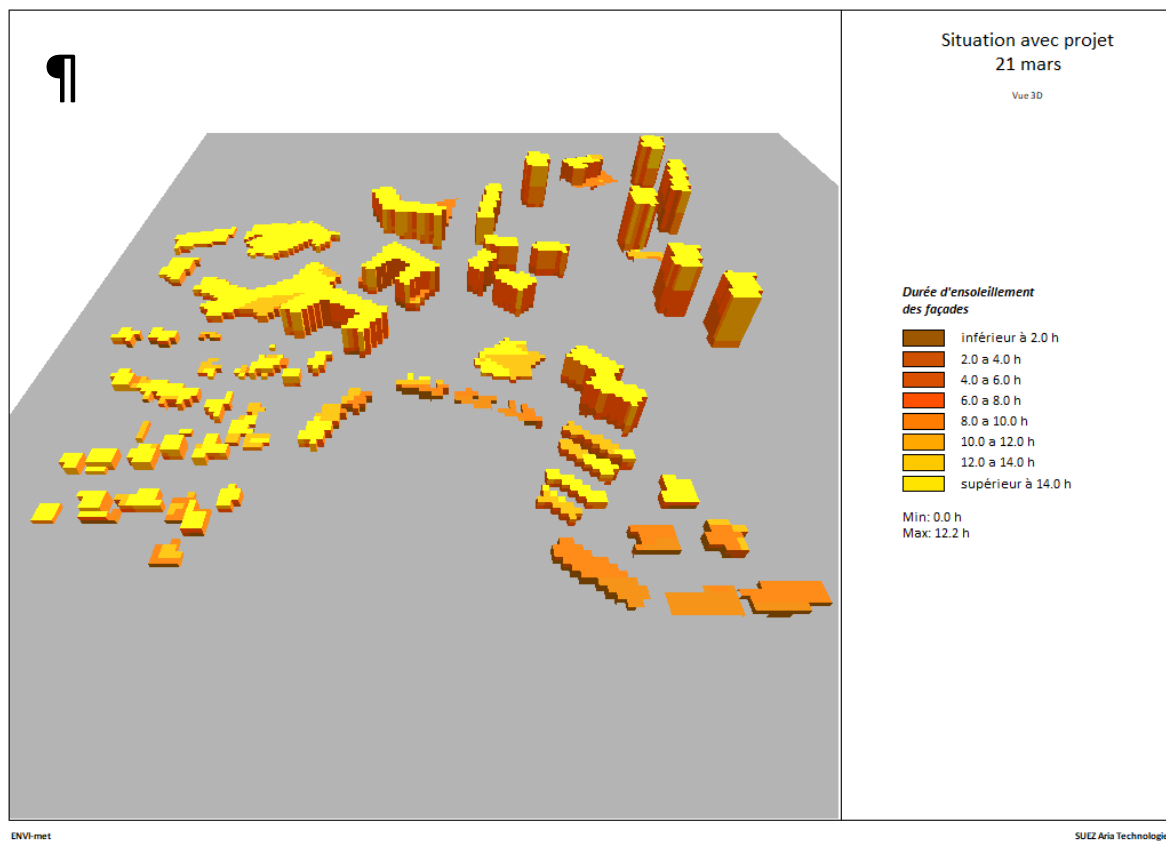 ¶
Situation avec projet
21 mars
Vue 3D
Durée d'ensoleillement
des façades
inférieur à 2.0 h
2.0 a 4.0 h
4.0 a 6.0 h
6.0 a 8.0 h
8.0 a 10.0 h
10.0 a 12.0 h
12.0 a 14.0 h
supérieur à 14.0 h
Min: 0.0 h
Max: 12.2 h
ENVI-met
SUEZ Aria Technologie